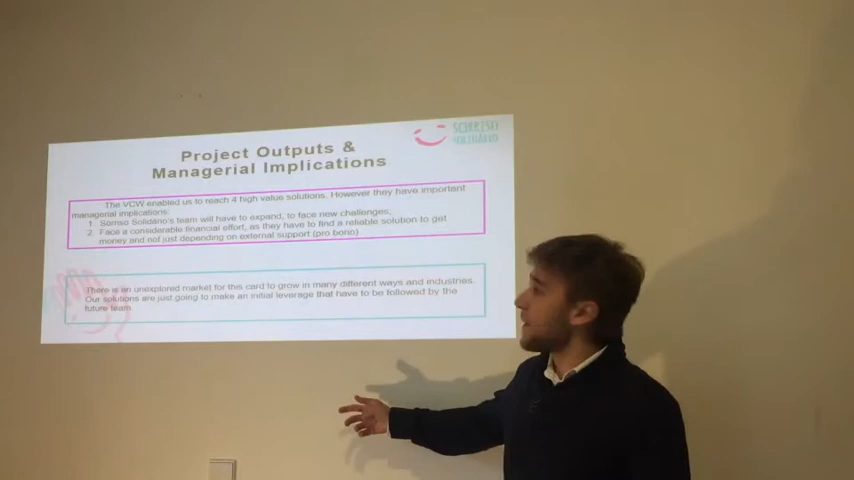 Project Outputs &
Managerial Implications
SORRISO
SOLIDÁRIO
The VCW enabled us to reach 4 high value solutions. However they have important
managerial implications:
1. Sorriso Solidário's team will have to expand, to face new challenges;
2. Face a considerable financial effort, as they have to find a reliable solution to get
money and not just depending on external support (pro bono).
There is an unexplored market for this card to grow in many different ways and industries.
Our solutions are just going to make an initial leverage that have to be followed by the
future team.